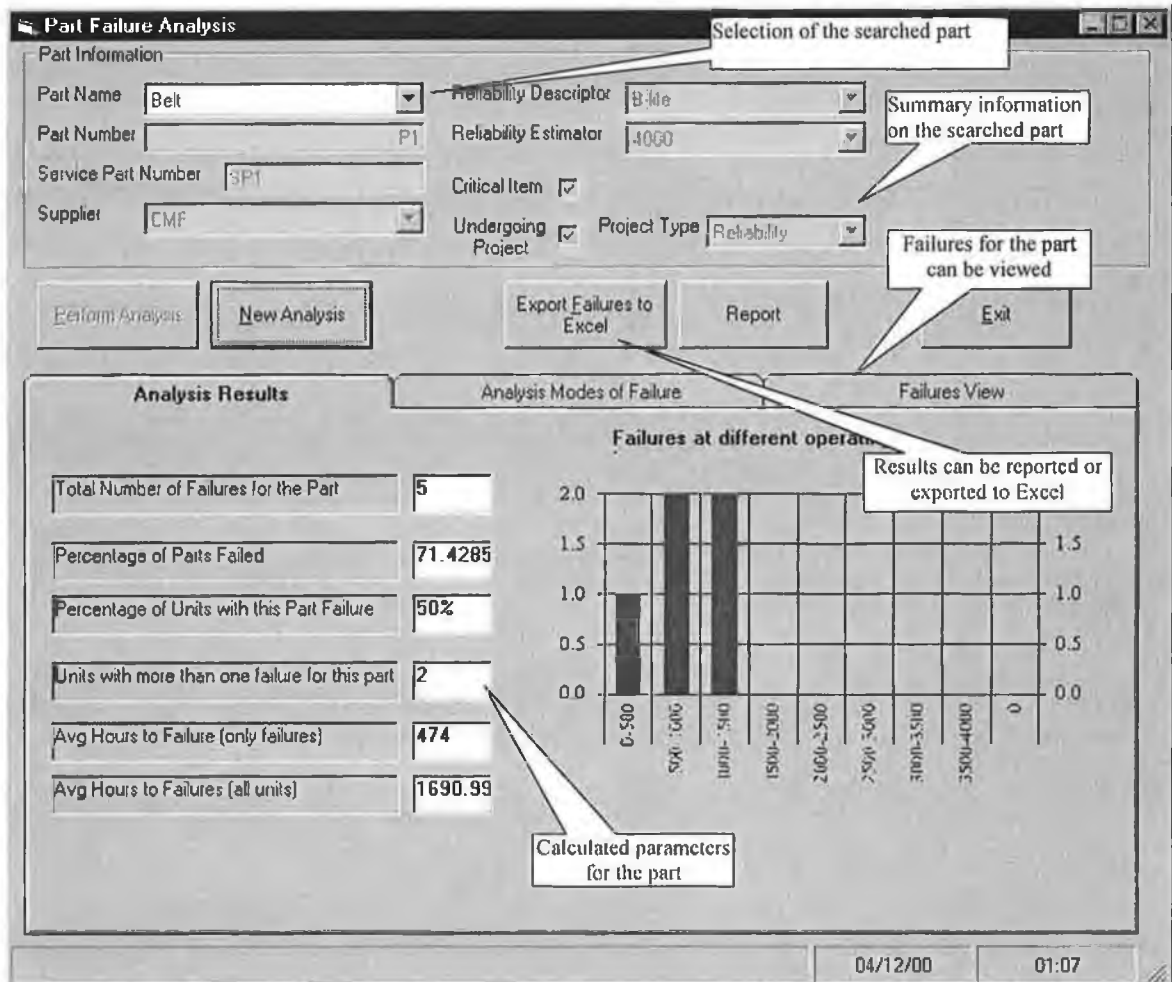 Part Failure Analysis
Selection of the searched part
Part Information
Part Name
Belt
Reliability Descriptor
Part Number
P1
Reliability Estimator
4000
Summary information
on the searched part
Service Part Number
SP1
Critical Item
Supplier
CMF
Undergoing
Project
Project Type
Reliability
Failures for the part
can be viewed
Perform Analysis
New Analysis
Export Failures to
Excel
Report
Exit
Analysis Results
Analysis Modes of Failure
Failures View
Failures at different
Results can be reported or
exported to Excel
Total Number of Failures for the Part
5
Percentage of Parts Failed
71.4285
Percentage of Units with this Part Failure
50%
Units with more than one failure for this part
2
Avg Hours to Failure (only failures)
474
Avg Hours to Failures (all units)
1690.99
2.0
1.5
1.0
0.5
0.0
1.5
1.0
0.5
0.0
0-500
500-1000
1000-1500
1500-2000
2000-2500
2500-3000
3000-3500
3500-4000
0
Calculated parameters
for the part
04/12/00
01:07